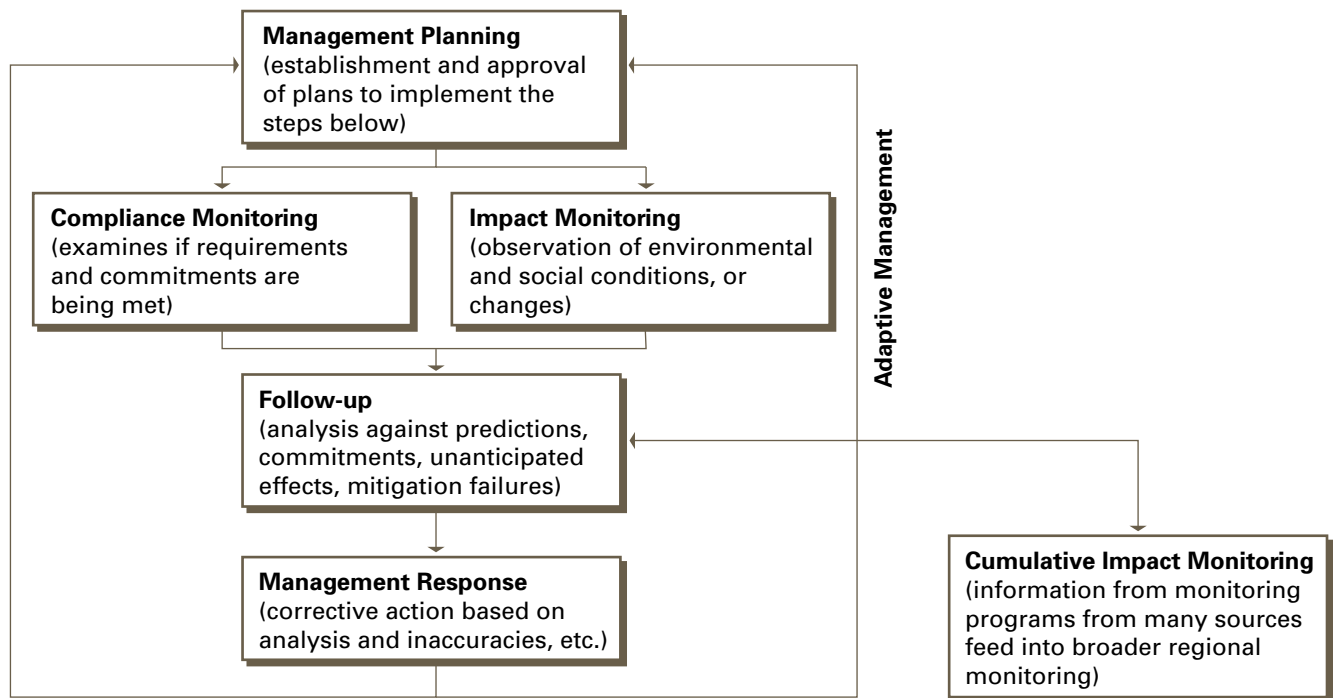 Management Planning
(establishment and approval
of plans to implement the
steps below)
Compliance Monitoring
(examines if requirements
and commitments are
being met)
Impact Monitoring
(observation of environmental
and social conditions, or
changes)
Adaptive Management
Follow-up
(analysis against predictions,
commitments, unanticipated
effects, mitigation failures)
Management Response
(corrective action based on
analysis and inaccuracies, etc.)
Cumulative Impact Monitoring
(information from monitoring
programs from many sources
feed into broader regional
monitoring)